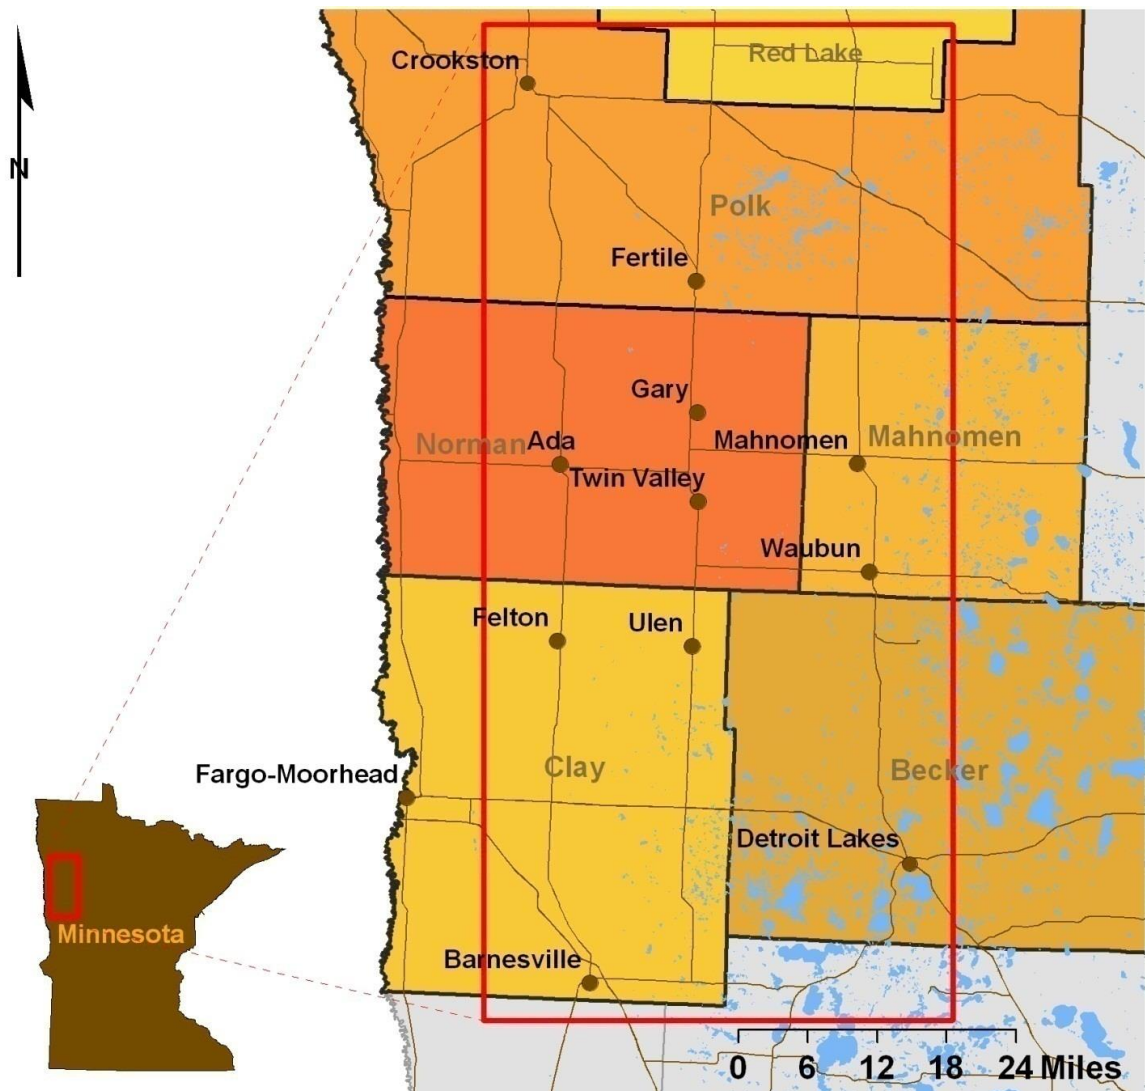 Red Lake
Crookston
N
Polk
Fertile
Gary
Norman
Ada
Mahnomen
Mahnomen
Twin Valley
Waubun
Felton
Ulen
Clay
Becker
Fargo-Moorhead
Detroit Lakes
Minnesota
Barnesville
0 6 12 18 24 Miles